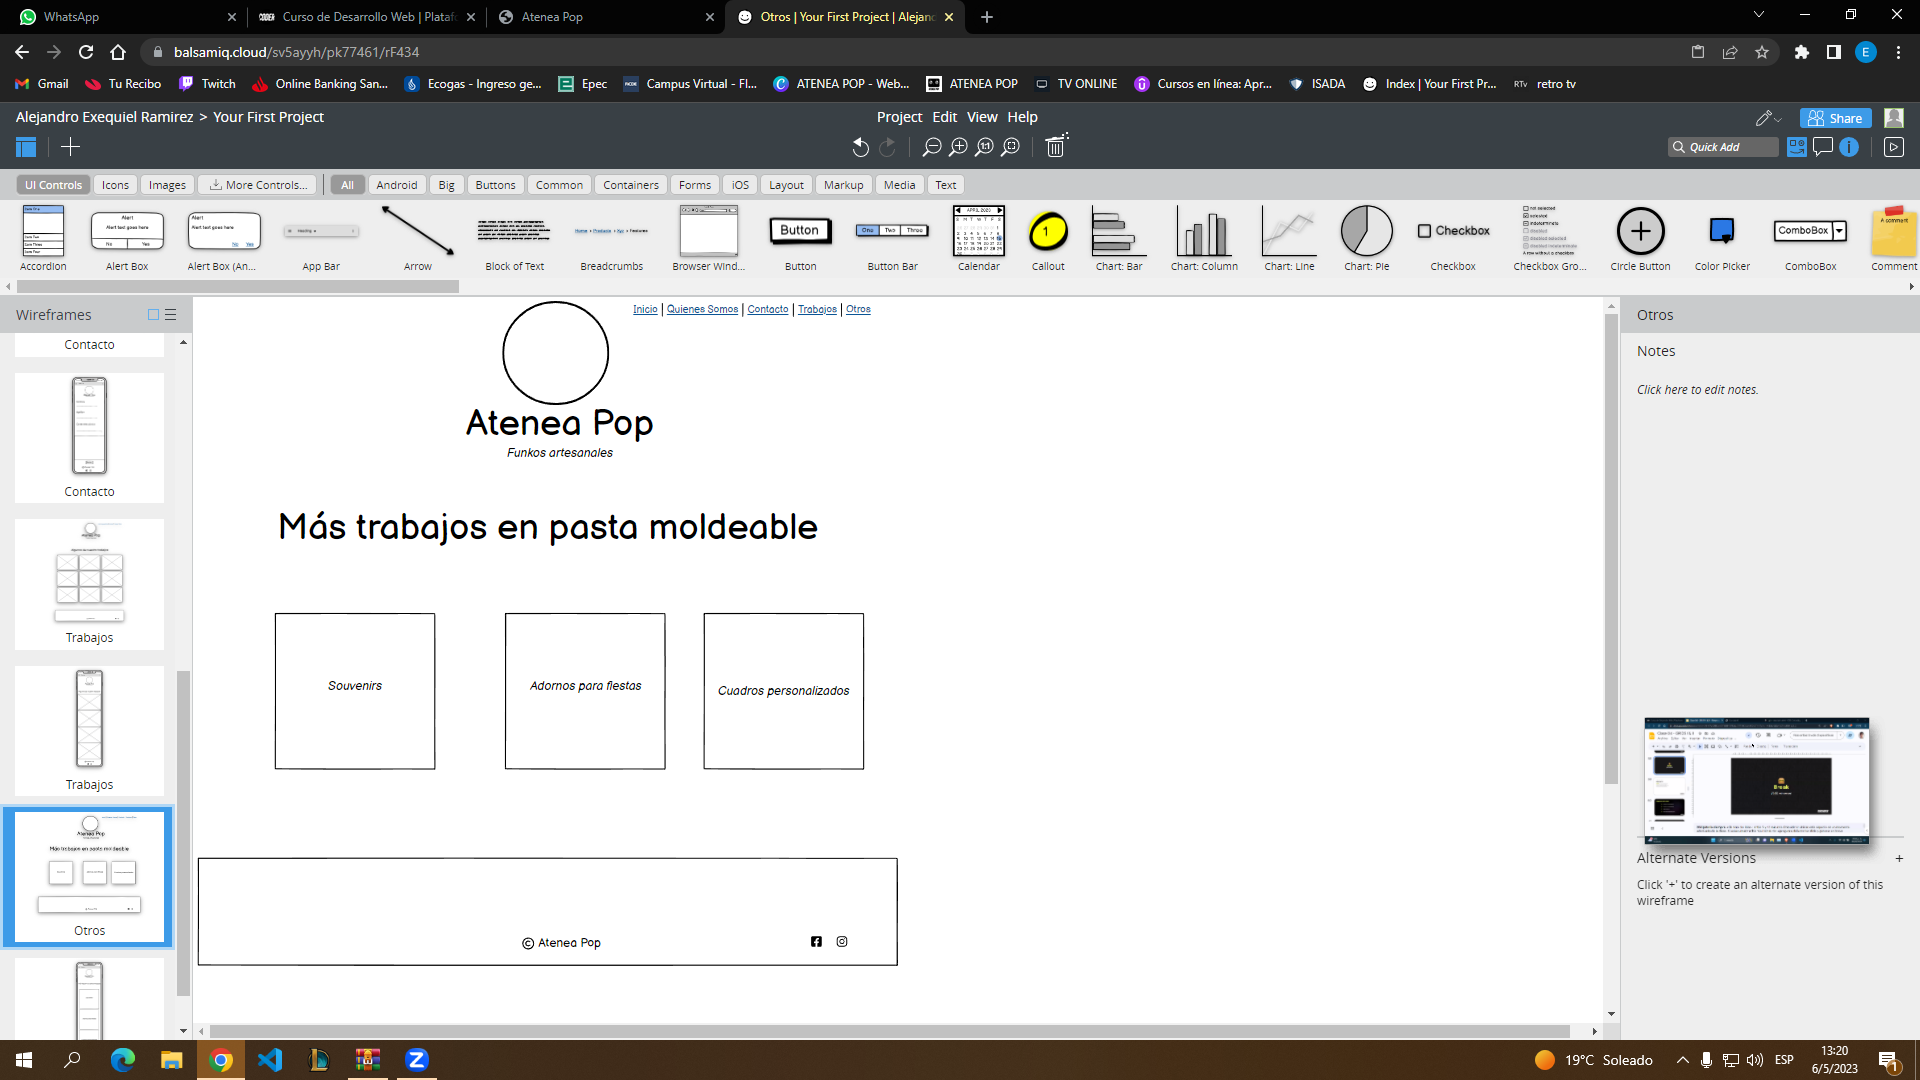 WhatsApp
Curso de Desarrollo Web | Plataf
Atenea Pop
Otros | Your First Project | Alejan
balsamiq.cloud/sv5ayyh/pk77461/rF434
E
Gmail
Tu Recibo
Twitch
Online Banking San...
Ecogas - Ingreso ge...
Epec
Campus Virtual - Fl...
ATENEA POP - Web...
ATENEA POP
TV ONLINE
Cursos en línea: Apr...
ISADA
Index | Your First Pr...
retro tv
Alejandro Exequiel Ramirez > Your First Project
Project Edit View Help
Share
Quick Add
UI Controls
Icons
Images
More Controls...
All
Android
Big
Buttons
Common
Containers
Forms
iOS
Layout
Markup
Media
Text
Accordion
Alert Box
Alert Box (An...
App Bar
Arrow
Block of Text
Breadcrumbs
Browser Wind...
Button
Button
One Two Three
Button Bar
APRIL 2023
Calendar
1
Callout
Chart: Bar
Chart: Column
Chart: Line
Chart: Pie
Checkbox
Checkbox
Checkbox Gro...
Circle Button
Color Picker
ComboBox
ComboBox
A comment
Comment
Wireframes
Contacto
Contacto
Trabajos
Trabajos
Otros
Inicio | Quienes Somos | Contacto | Trabajos | Otros
Atenea Pop
Funkos artesanales
Más trabajos en pasta moldeable
Souvenirs
Adornos para fiestas
Cuadros personalizados
© Atenea Pop
Otros
Notes
Click here to edit notes.
Break
Alternate Versions
+
Click '+' to create an alternate version of this
wireframe
19°C Soleado
ESP
13:20
6/5/2023
1